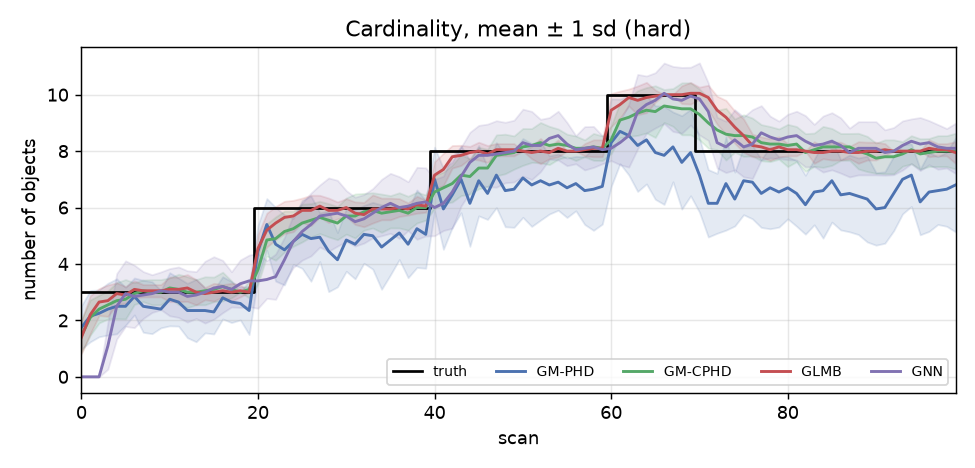 Cardinality, mean ± 1 sd (hard)
number of objects
10
8
6
4
2
0
truth GM-PHD GM-CPHD GLMB GNN
0 20 40 60 80
scan